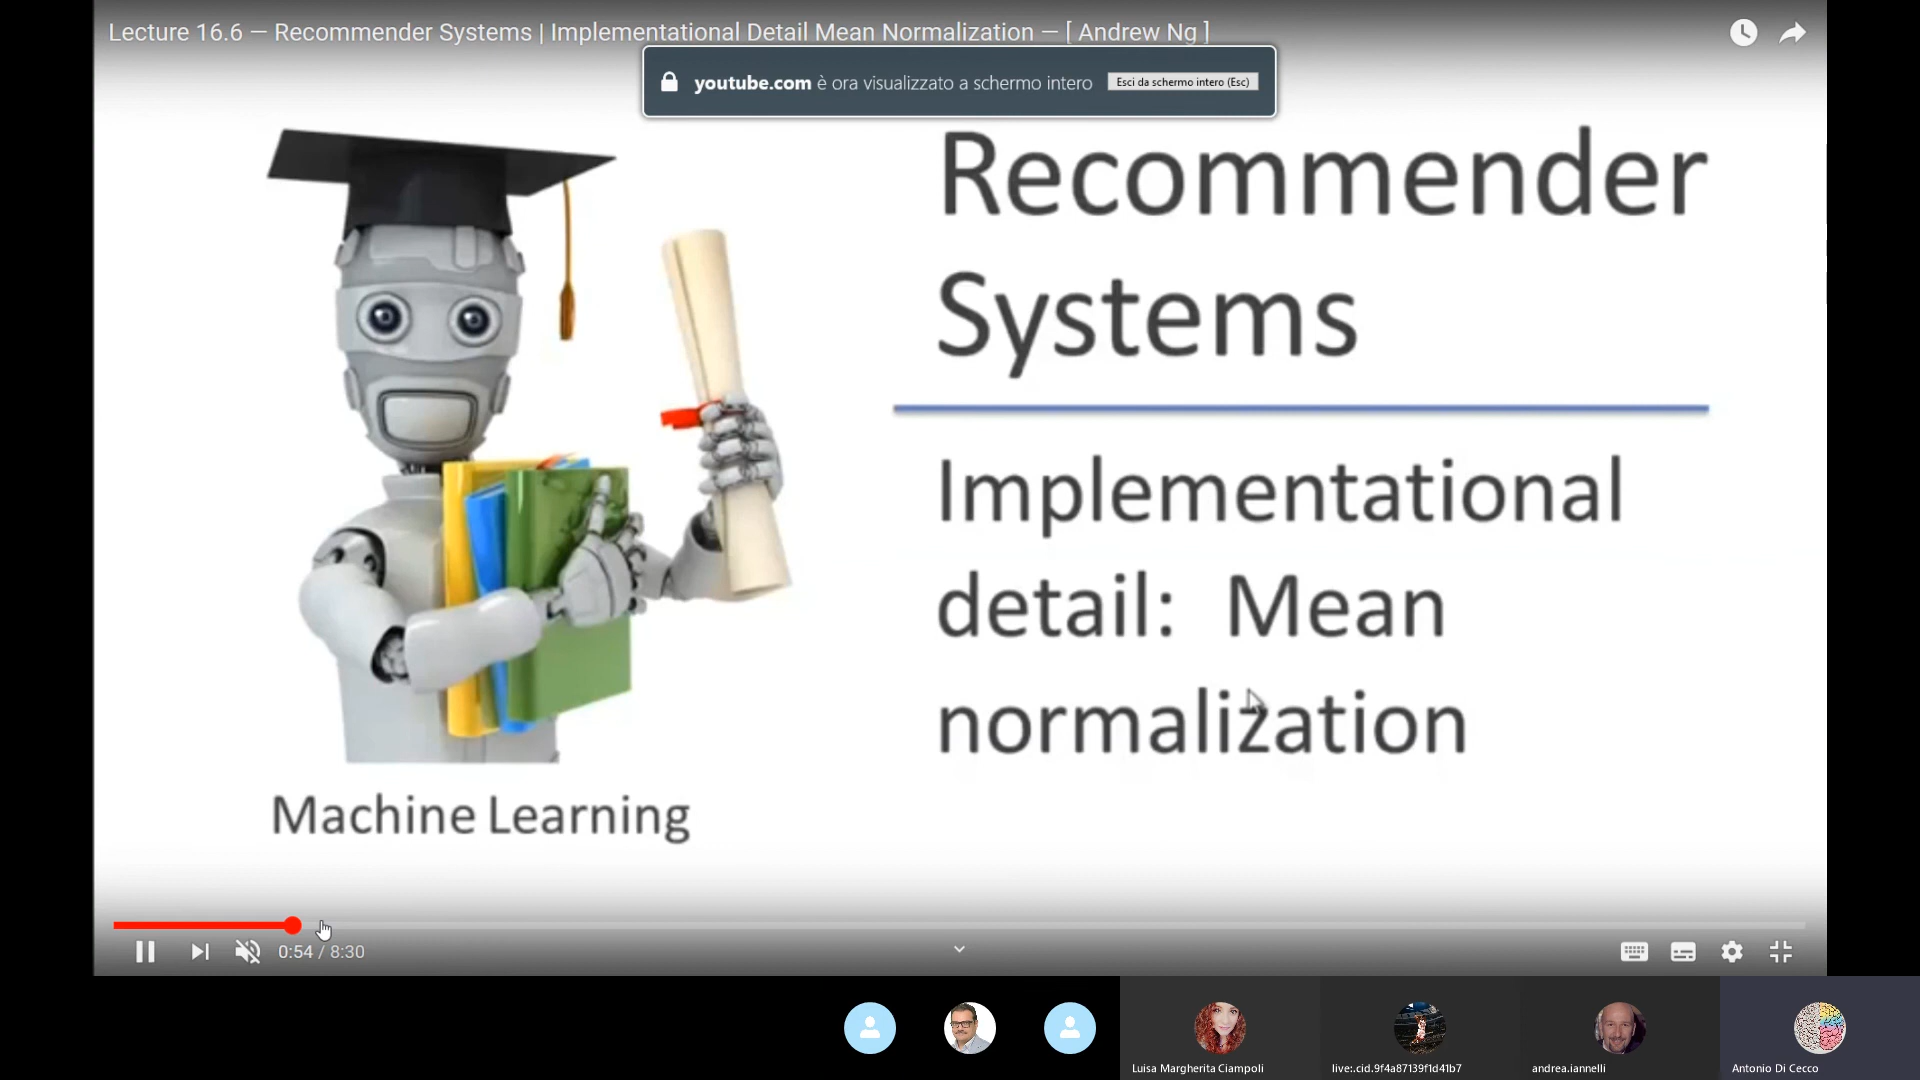 Lecture 16.6 — Recommender Systems | Implementational Detail Mean Normalization — [ Andrew Ng ]
youtube.com è ora visualizzato a schermo intero
Esci da schermo intero (Esc)
Recommender
Systems
Implementational
detail: Mean
normalization
Machine Learning
0:54 / 8:30
Luisa Margherita Ciampoli
live:.cid.9f4a87139f1d41b7
andrea.iannelli
Antonio Di Cecco